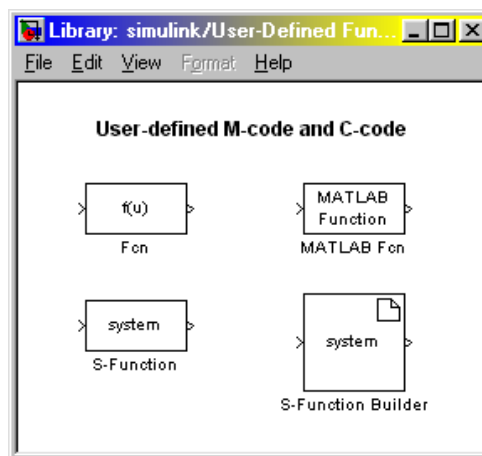 Library: simulink/User-Defined Fun...
File Edit View Format Help
User-defined M-code and C-code
f(u)
Fcn
MATLAB
Function
MATLAB Fcn
system
S-Function
system
S-Function Builder